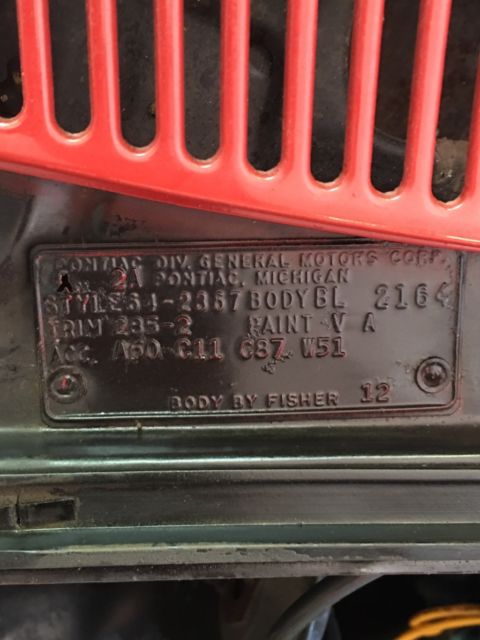 PONTIAC DIV. GENERAL MOTORS CORP.
2A PONTIAC, MICHIGAN
STYLE 64-2367 BODY BL 2164
TRIM 235-2 PAINT V A
ACC. A50 C11 C87 W51
BODY BY FISHER 12